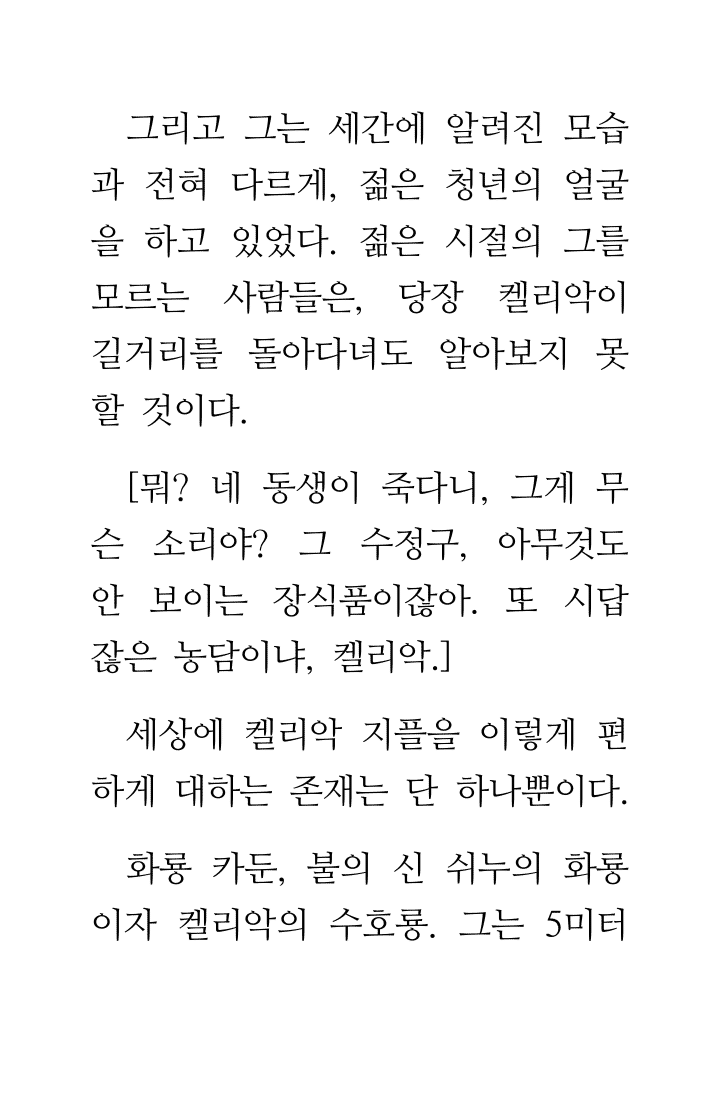 그리고 그는 세간에 알려진 모습
과 전혀 다르게, 젊은 청년의 얼굴
을 하고 있었다. 젊은 시절의 그를
모르는 사람들은, 당장 켈리악이
길거리를 돌아다녀도 알아보지 못
할 것이다.
[뭐? 네 동생이 죽다니, 그게 무
슨 소리야? 그 수정구, 아무것도
안 보이는 장식품이잖아. 또 시답
잖은 농담이냐, 켈리악.]
세상에 켈리악 지플을 이렇게 편
하게 대하는 존재는 단 하나뿐이다.
화룡 카둔, 불의 신 쉬누의 화룡
이자 켈리악의 수호룡. 그는 5미터